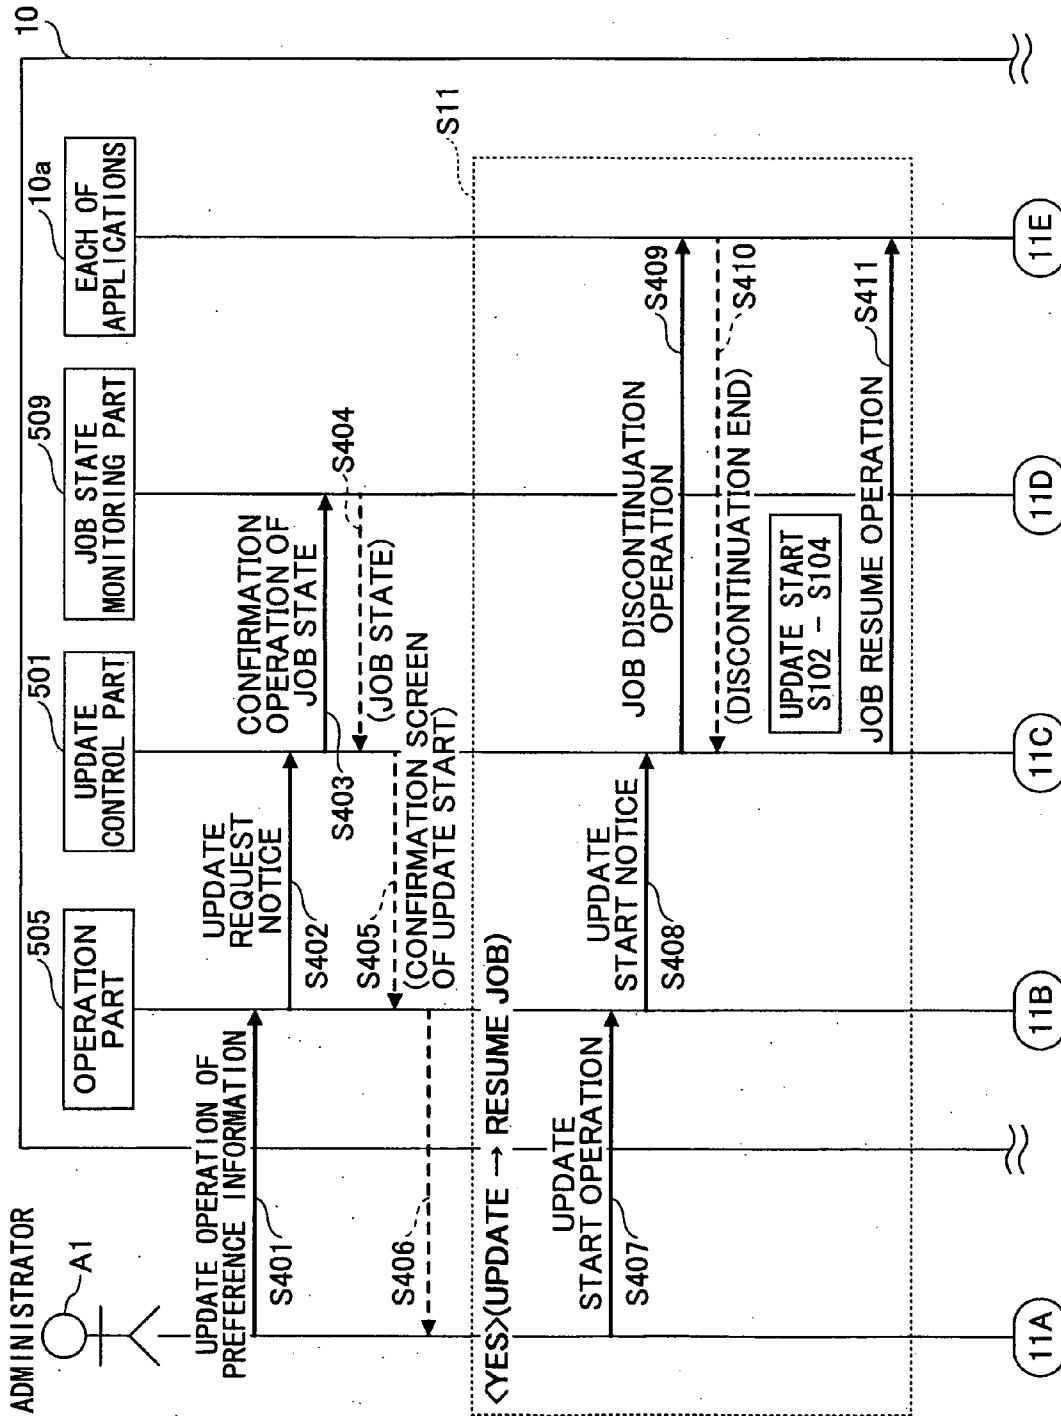 ADMINISTRATOR
A1
10
505
OPERATION
PART
501
UPDATE
CONTROL PART
509
JOB STATE
MONITORING PART
10a
EACH OF
APPLICATIONS
UPDATE OPERATION OF
PREFERENCE INFORMATION
S401
UPDATE
REQUEST
NOTICE
S402
CONFIRMATION
OPERATION OF
JOB STATE
S403
S404
(JOB STATE)
S405
(CONFIRMATION SCREEN
OF UPDATE START)
S406
S11
<YES>(UPDATE → RESUME JOB)
UPDATE
START OPERATION
S407
UPDATE
START NOTICE
S408
JOB DISCONTINUATION
OPERATION
S409
S410
(DISCONTINUATION END)
UPDATE START
S102 - S104
JOB RESUME OPERATION
S411
11A
11B
11C
11D
11E